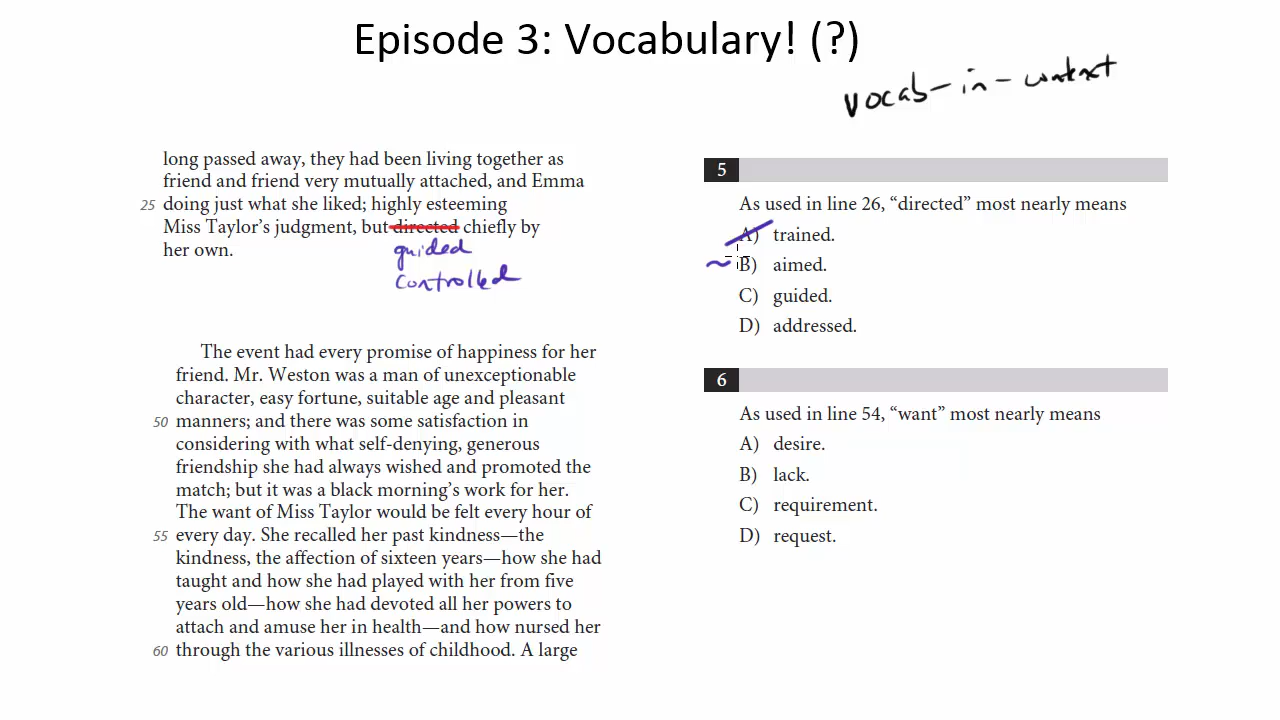 Episode 3: Vocabulary! (?)
vocab-in-context
long passed away, they had been living together as
friend and friend very mutually attached, and Emma
25 doing just what she liked; highly esteeming
Miss Taylor's judgment, but directed chiefly by
her own.
guided
controlled
The event had every promise of happiness for her
friend. Mr. Weston was a man of unexceptionable
character, easy fortune, suitable age and pleasant
50 manners; and there was some satisfaction in
considering with what self-denying, generous
friendship she had always wished and promoted the
match; but it was a black morning's work for her.
The want of Miss Taylor would be felt every hour of
55 every day. She recalled her past kindness—the
kindness, the affection of sixteen years—how she had
taught and how she had played with her from five
years old—how she had devoted all her powers to
attach and amuse her in health—and how nursed her
60 through the various illnesses of childhood. A large
5
As used in line 26, “directed” most nearly means
A) trained.
~ B) aimed.
C) guided.
D) addressed.
6
As used in line 54, “want” most nearly means
A) desire.
B) lack.
C) requirement.
D) request.